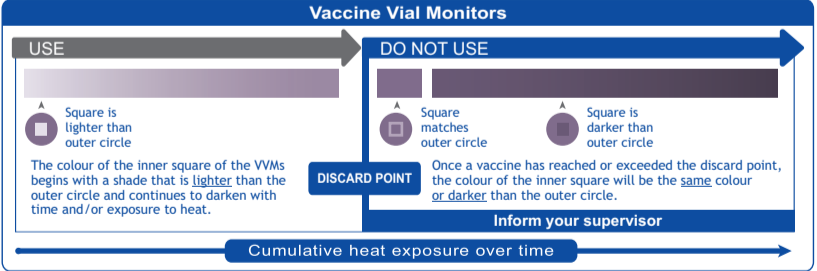 Vaccine Vial Monitors
USE
Square is
lighter than
outer circle
The colour of the inner square of the VVMs
begins with a shade that is lighter than the
outer circle and continues to darken with
time and/or exposure to heat.
DISCARD POINT
DO NOT USE
Square
matches
outer circle
Square is
darker than
outer circle
Once a vaccine has reached or exceeded the discard point,
the colour of the inner square will be the same colour
or darker than the outer circle.
Inform your supervisor
Cumulative heat exposure over time